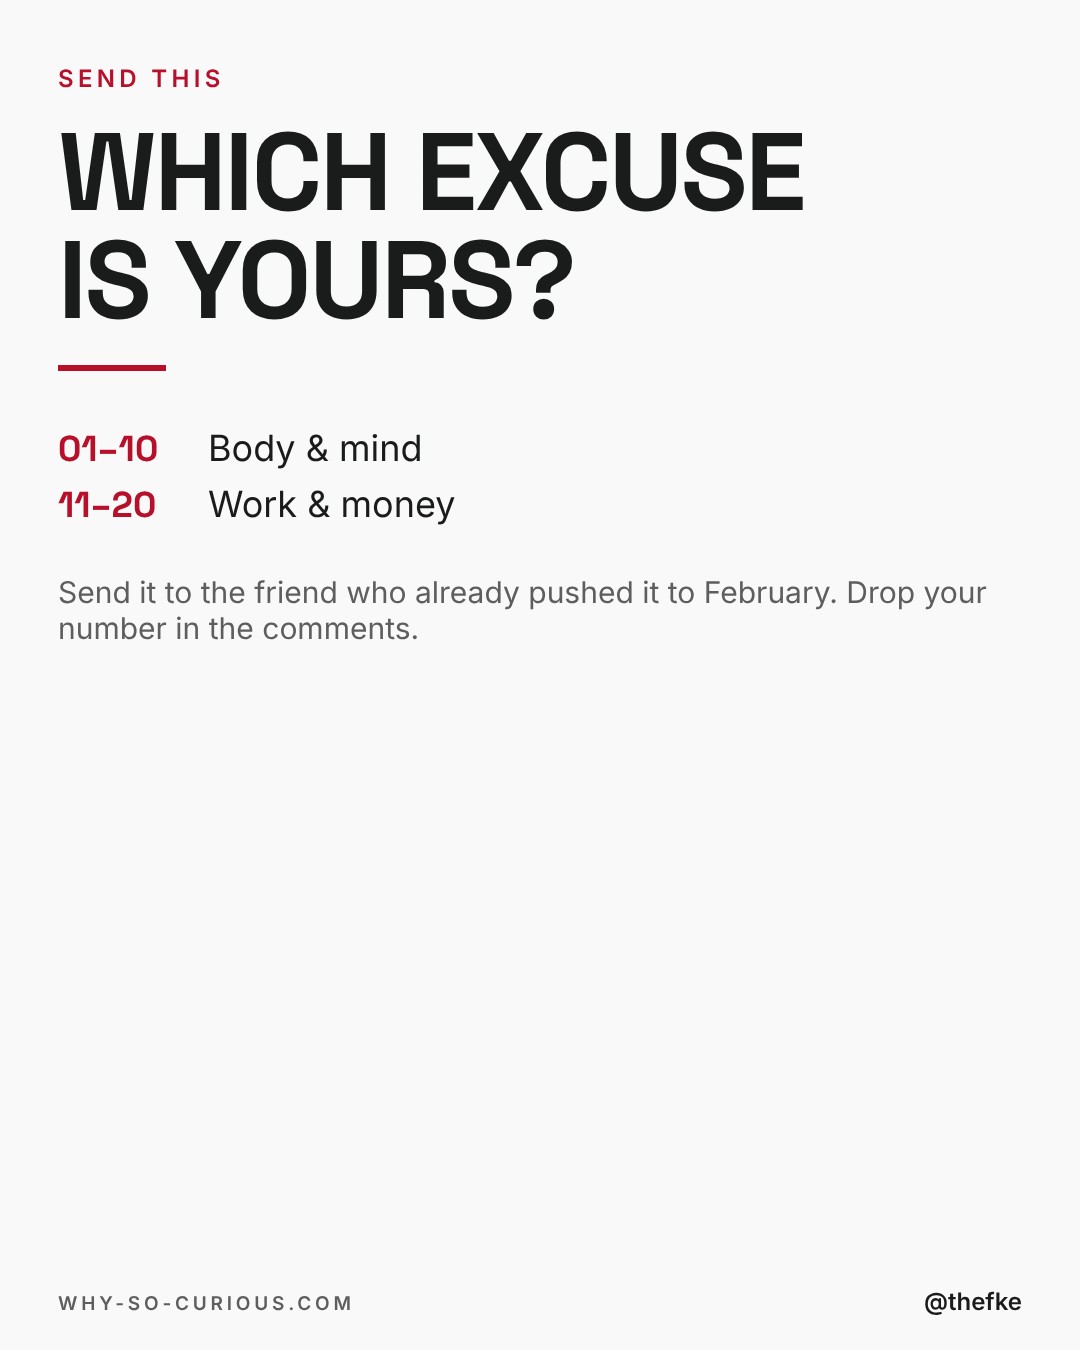 SEND THIS
WHICH EXCUSE
IS YOURS?
01–10 Body & mind
11–20 Work & money
Send it to the friend who already pushed it to February. Drop your
number in the comments.
WHY-SO-CURIOUS.COM @thefke